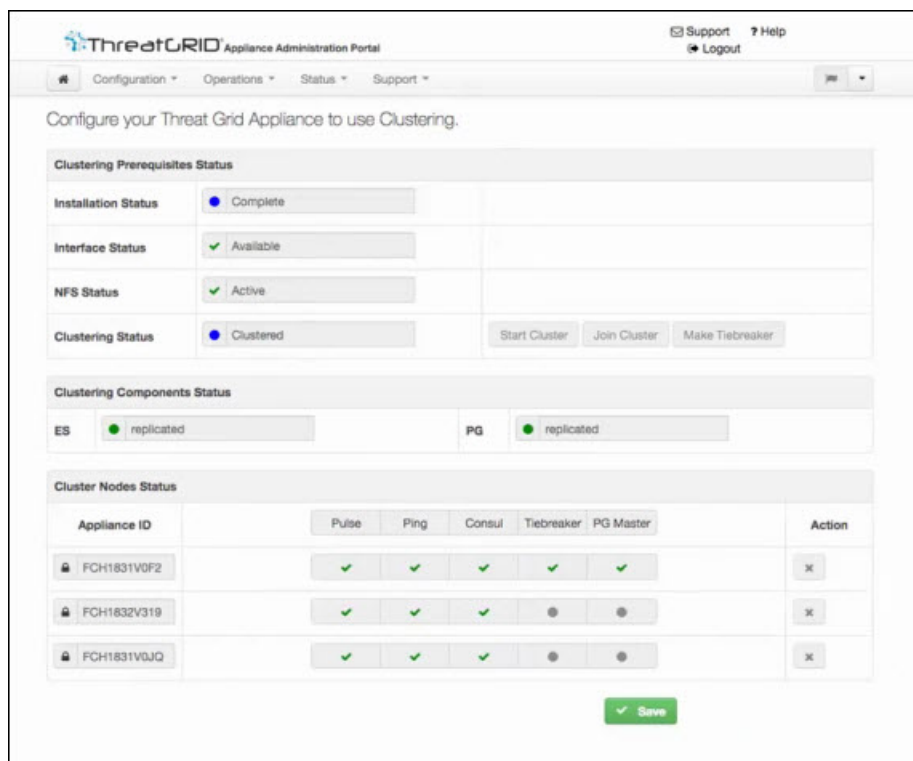 Support ? Help
ThreatGRID Appliance Administration Portal
Logout
Configuration Operations Status Support
Configure your Threat Grid Appliance to use Clustering.
Clustering Prerequisites Status
Installation Status Complete
Interface Status Available
NFS Status Active
Clustering Status Clustered Start Cluster Join Cluster Make Tiebreaker
Clustering Components Status
ES replicated PG replicated
Cluster Nodes Status
Appliance ID Pulse Ping Consul Tiebreaker PG Master Action
FCH1831V0F2
FCH1832V319
FCH1831V0JQ
Save